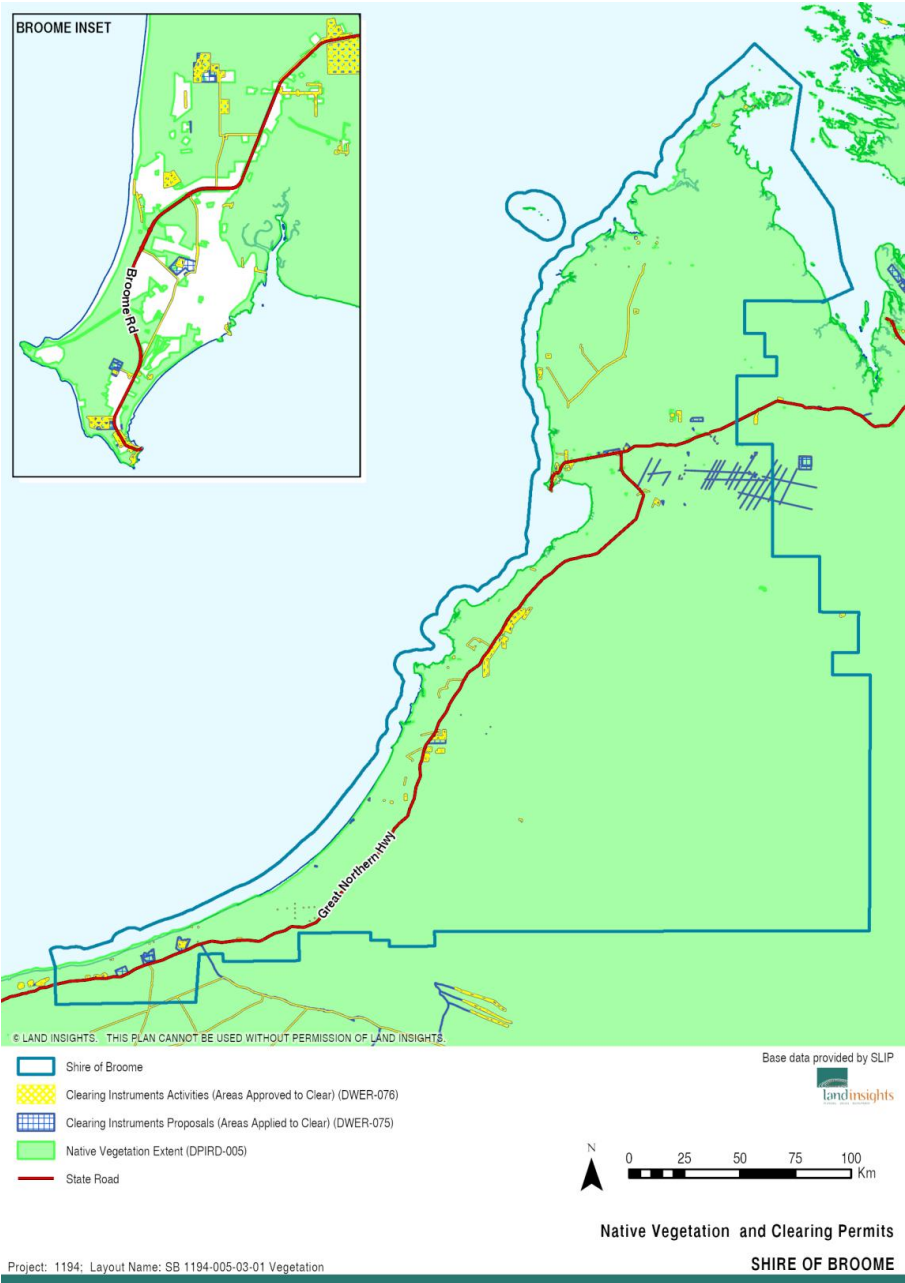 BROOME INSET
Broome Rd
Great Northern Hwy
© LAND INSIGHTS. THIS PLAN CANNOT BE USED WITHOUT PERMISSION OF LAND INSIGHTS.
Shire of Broome
Clearing Instruments Activities (Areas Approved to Clear) (DWER-076)
Clearing Instruments Proposals (Areas Applied to Clear) (DWER-075)
Native Vegetation Extent (DPIRD-005)
State Road
Base data provided by SLIP
landinsights
N
0 25 50 75 100
Km
Native Vegetation and Clearing Permits
SHIRE OF BROOME
Project: 1194; Layout Name: SB 1194-005-03-01 Vegetation